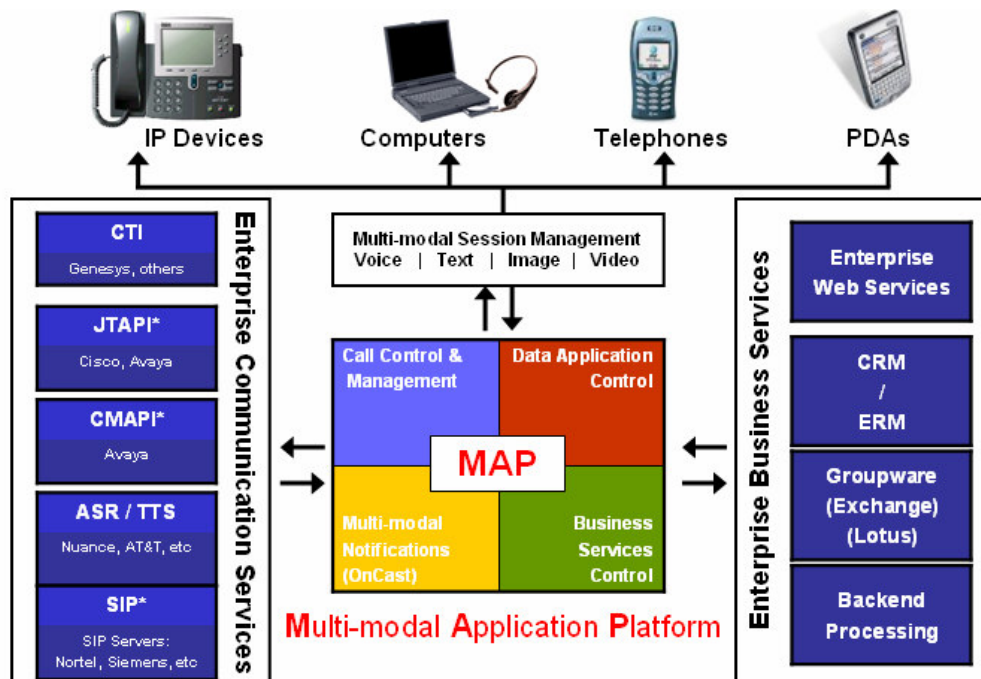 IP Devices
Computers
Telephones
PDAs
Enterprise Communication Services
CTI
Genesys, others
JTAPI*
Cisco, Avaya
CMAPI*
Avaya
ASR / TTS
Nuance, AT&T, etc
SIP*
SIP Servers:
Nortel, Siemens, etc
Multi-modal Session Management
Voice | Text | Image | Video
Call Control &
Management
Data Application
Control
MAP
Multi-modal
Notifications
(OnCast)
Business
Services
Control
Multi-modal Application Platform
Enterprise Business Services
Enterprise
Web Services
CRM
/
ERM
Groupware
(Exchange)
(Lotus)
Backend
Processing